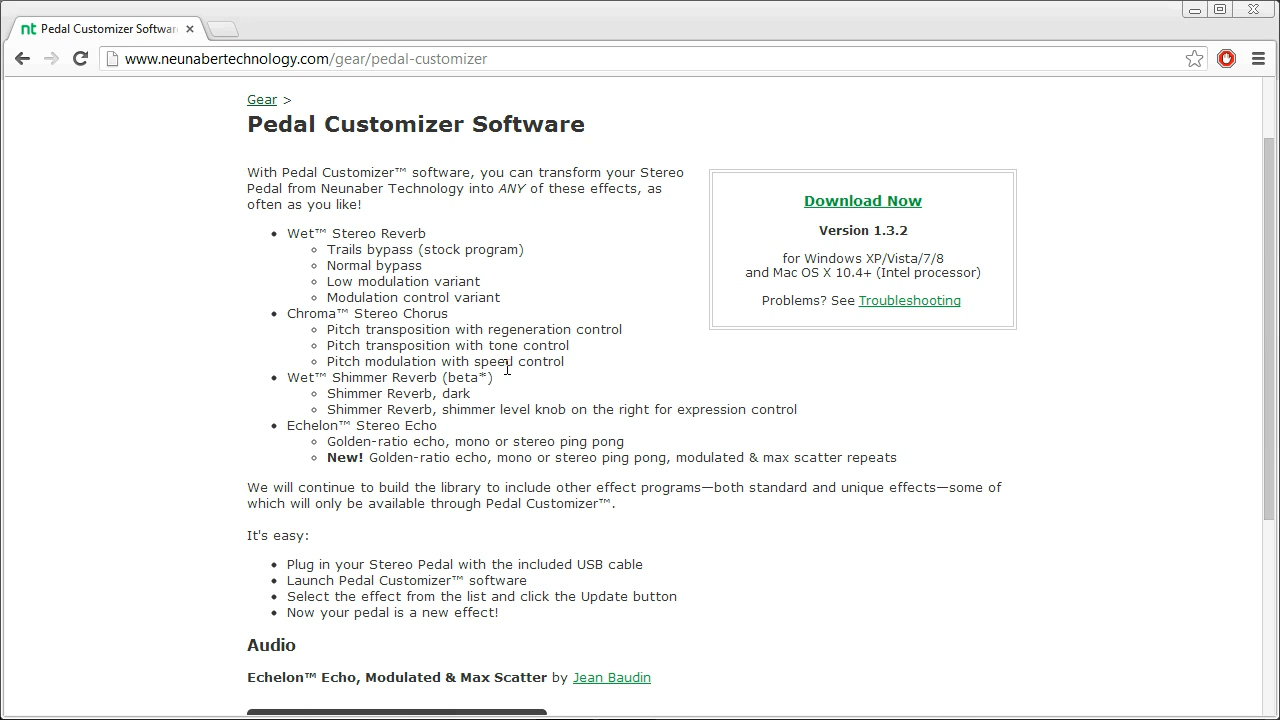 nt Pedal Customizer Softwar
www.neunabertechnology.com/gear/pedal-customizer
Gear >
Pedal Customizer Software
With Pedal Customizer™ software, you can transform your Stereo
Pedal from Neunaber Technology into ANY of these effects, as
often as you like!
Download Now
Version 1.3.2
for Windows XP/Vista/7/8
and Mac OS X 10.4+ (Intel processor)
Problems? See Troubleshooting
• Wet™ Stereo Reverb
◦ Trails bypass (stock program)
◦ Normal bypass
◦ Low modulation variant
◦ Modulation control variant
• Chroma™ Stereo Chorus
◦ Pitch transposition with regeneration control
◦ Pitch transposition with tone control
◦ Pitch modulation with speed control
• Wet™ Shimmer Reverb (beta*)
◦ Shimmer Reverb, dark
◦ Shimmer Reverb, shimmer level knob on the right for expression control
• Echelon™ Stereo Echo
◦ Golden-ratio echo, mono or stereo ping pong
◦ New! Golden-ratio echo, mono or stereo ping pong, modulated & max scatter repeats
We will continue to build the library to include other effect programs—both standard and unique effects—some of
which will only be available through Pedal Customizer™.
It's easy:
• Plug in your Stereo Pedal with the included USB cable
• Launch Pedal Customizer™ software
• Select the effect from the list and click the Update button
• Now your pedal is a new effect!
Audio
Echelon™ Echo, Modulated & Max Scatter by Jean Baudin